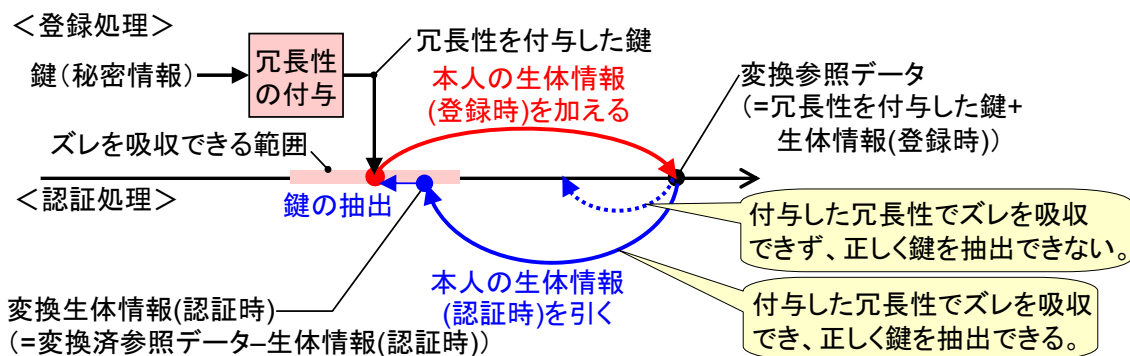 ＜登録処理＞
鍵（秘密情報）
冗長性
の付与
冗長性を付与した鍵
本人の生体情報
(登録時)を加える
変換参照データ
（=冗長性を付与した鍵+
生体情報(登録時)）
ズレを吸収できる範囲
＜認証処理＞
鍵の抽出
付与した冗長性でズレを吸収
できず、正しく鍵を抽出できない。
本人の生体情報
(認証時)を引く
変換生体情報(認証時)
（=変換済参照データ–生体情報(認証時)）
付与した冗長性でズレを吸収
でき、正しく鍵を抽出できる。